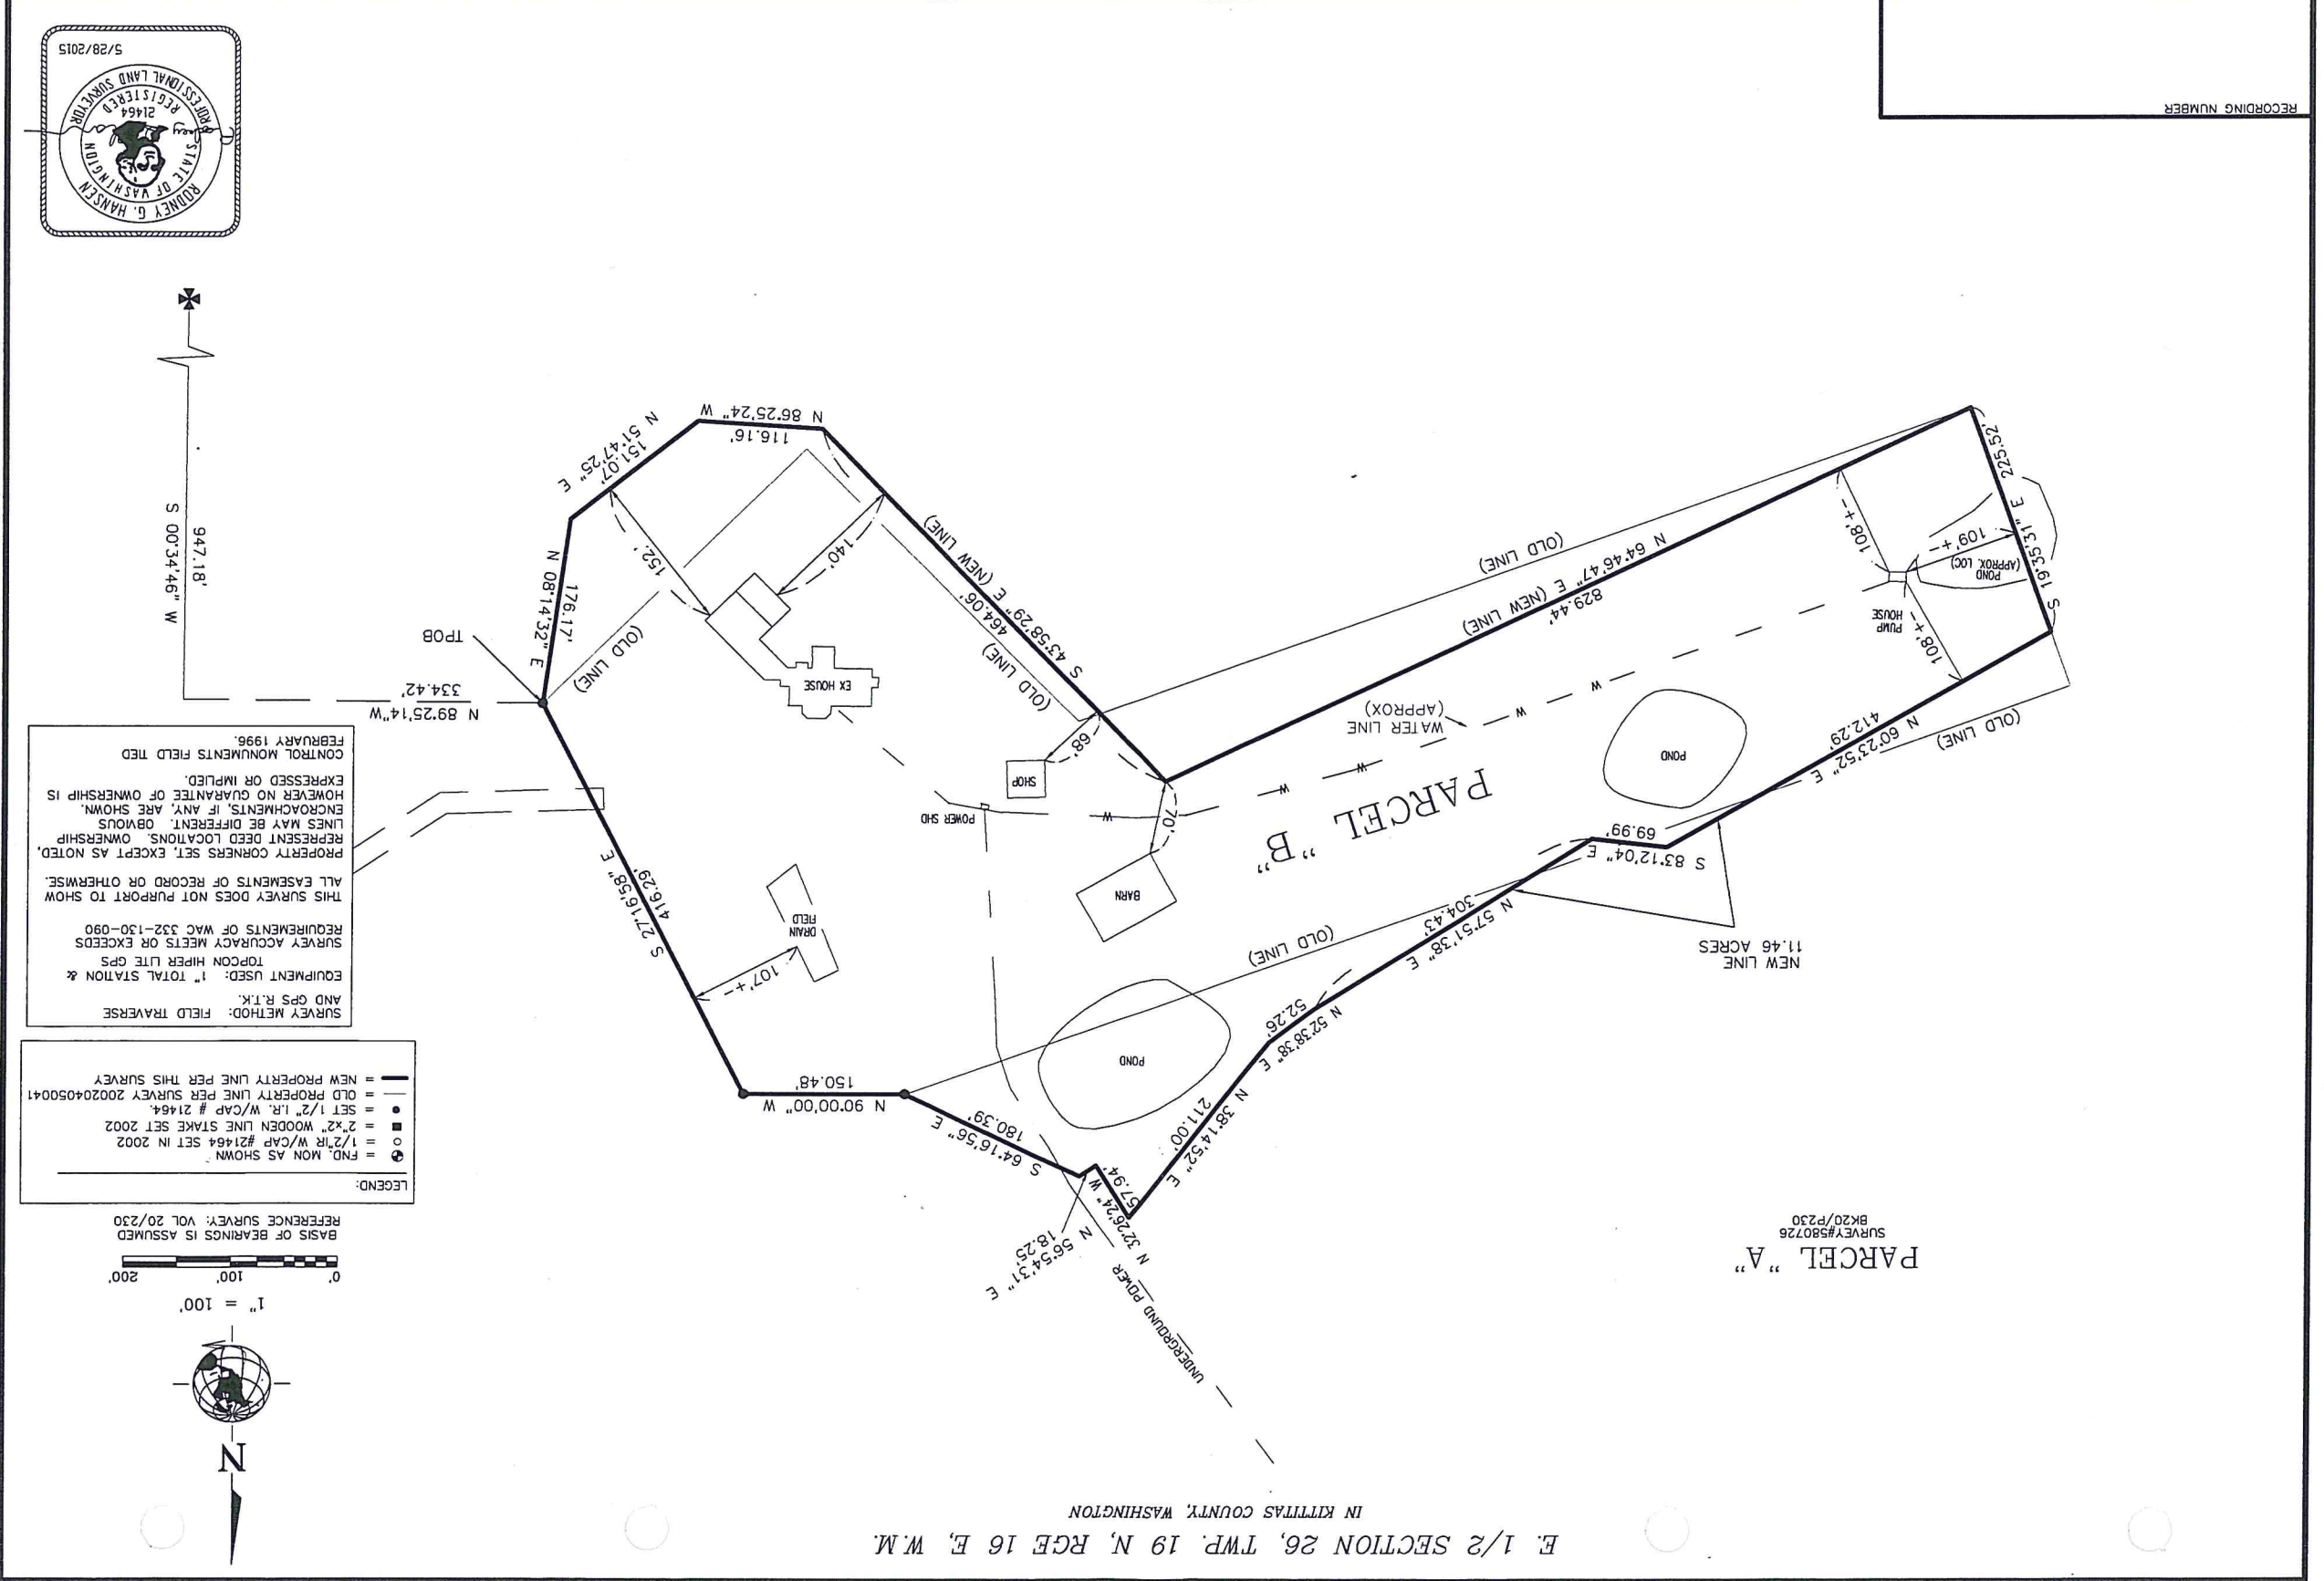 E. 1/2 SECTION 26, TWP. 19 N, RGE 16 E, W.M.
IN KITTITAS COUNTY, WASHINGTON
N
1" = 100'
0' 100' 200'
BASIS OF BEARINGS IS ASSUMED
REFERENCE SURVEY: VOL 20/230
LEGEND:
= FND. MON AS SHOWN
= 1/2"IR W/CAP #21464 SET IN 2002
= 2"x2" WOODEN LINE STAKE SET 2002
= SET 1/2" I.R. W/CAP # 21464.
= OLD PROPERTY LINE PER SURVEY 200204050041
= NEW PROPERTY LINE PER THIS SURVEY
SURVEY METHOD: FIELD TRAVERSE
AND GPS R.T.K.
EQUIPMENT USED: 1" TOTAL STATION &
TOPCON HIPER LITE GPS
SURVEY ACCURACY MEETS OR EXCEEDS
REQUIREMENTS OF WAC 332-130-090
THIS SURVEY DOES NOT PURPORT TO SHOW
ALL EASEMENTS OF RECORD OR OTHERWISE.
PROPERTY CORNERS SET, EXCEPT AS NOTED,
REPRESENT DEED LOCATIONS. OWNERSHIP
LINES MAY BE DIFFERENT. OBVIOUS
ENCROACHMENTS, IF ANY, ARE SHOWN.
HOWEVER NO GUARANTEE OF OWNERSHIP IS
EXPRESSED OR IMPLIED.
CONTROL MONUMENTS FIELD TIED
FEBRUARY 1996.
PARCEL "A"
SURVEY#580726
BK20/P230
UNDERGROUND POWER
N 56°54'31" E
18.25'
N 32°26'24" W
57.94'
N 38°14'52" E
211.00'
S 64°16'56" E
180.39'
N 90°00'00" W
150.48'
N 52°38'38" E
52.26'
POND
NEW LINE
11.46 ACRES
N 57°51'38" E
304.43'
(OLD LINE)
107'+-
DRAIN
FIELD
S 27°16'58" E
416.29'
BARN
S 83°12'04" E
69.99'
PARCEL "B"
70'
POWER SHD
SHOP
68'
N 60°23'52" E
412.29'
(OLD LINE)
POND
WATER LINE
(APPROX)
W
W
W
W
W
W
EX HOUSE
TPOB
N 89°25'14"W
334.42'
(OLD LINE)
(OLD LINE)
108'+-
PUMP
HOUSE
POND
(APPROX. LOC)
109'+-
108'+-
S 19°35'31" E
225.52'
829.44'
N 64°46'47" E (NEW LINE)
(OLD LINE)
S 43°58'29" E (NEW LINE)
464.06'
140'
152.'
N 08°14'32" E
176.17'
N 51°47'25" E
151.07'
116.16'
N 86°25'24" W
947.18'
S 00°34'46" W
RODNEY G. HANSEN
STATE OF WASHINGTON
21464
REGISTERED
PROFESSIONAL LAND SURVEYOR
5/28/2015
RECORDING NUMBER